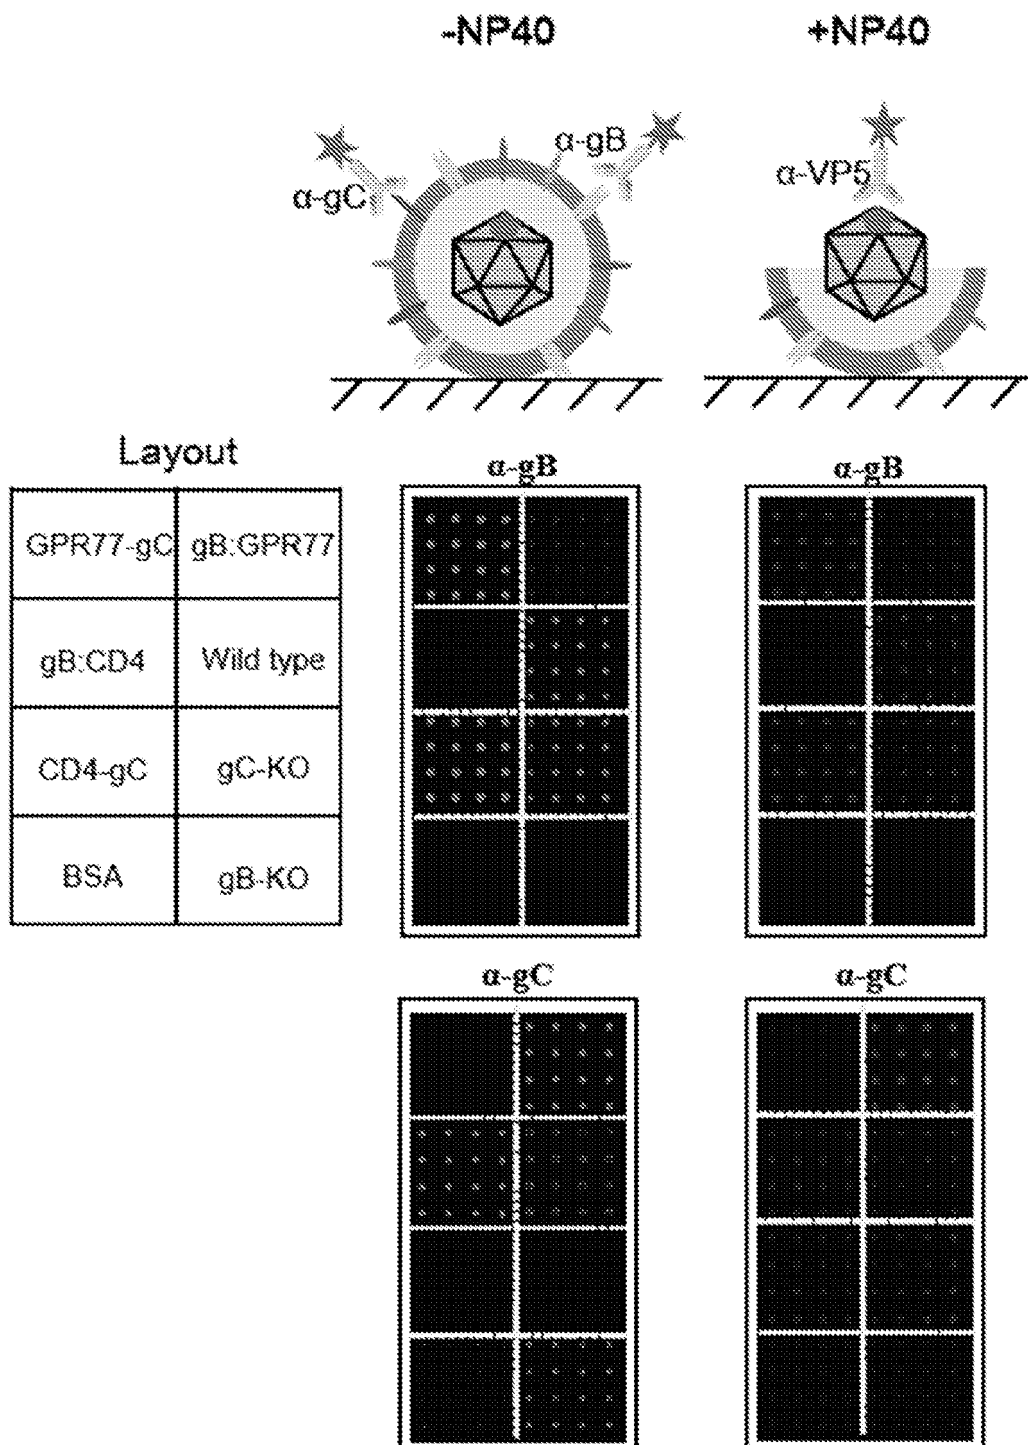 -NP40 +NP40
α-gC α-gB α-VP5
Layout
GPR77-gC gB:GPR77
gB:CD4 Wild type
CD4-gC gC-KO
BSA gB-KO
α-gB α-gB
α-gC α-gC